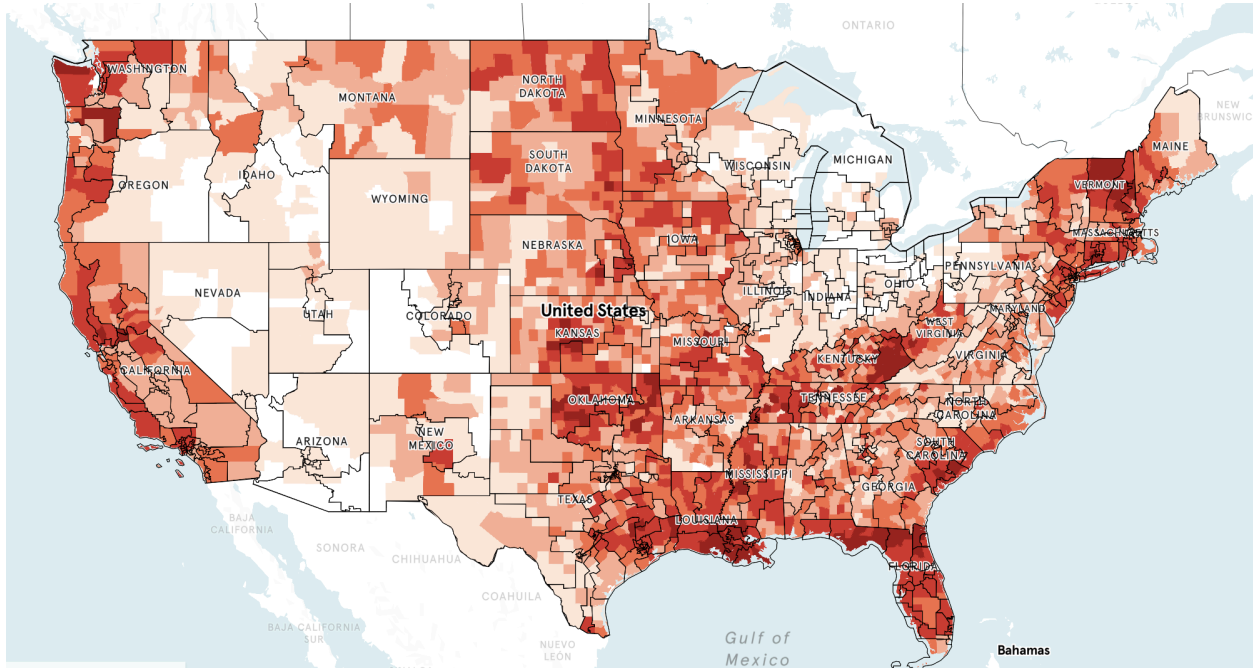 ONTARIO
WASHINGTON
MONTANA
NORTH
DAKOTA
MINNESOTA
NEW
BRUNSWIC
MAINE
SOUTH
DAKOTA
WISCONSIN
MICHIGAN
OREGON
IDAHO
WYOMING
VERMONT
MASSACHUSETTS
NEBRASKA
IOWA
PENNSYLVANIA
NEVADA
UTAH
COLORADO
United States
KANSAS
ILLINOIS
INDIANA
OHIO
MARYLAND
WEST
VIRGINIA
MISSOURI
KENTUCKY
VIRGINIA
CALIFORNIA
OKLAHOMA
TENNESSEE
NORTH
CAROLINA
ARIZONA
NEW
MEXICO
ARKANSAS
SOUTH
CAROLINA
MISSISSIPPI
GEORGIA
TEXAS
LOUISIANA
BAJA
CALIFORNIA
SONORA
CHIHUAHUA
FLORIDA
COAHUILA
BAJA CALIFORNIA
SUR
NUEVO
LEÓN
Gulf of
Mexico
Bahamas